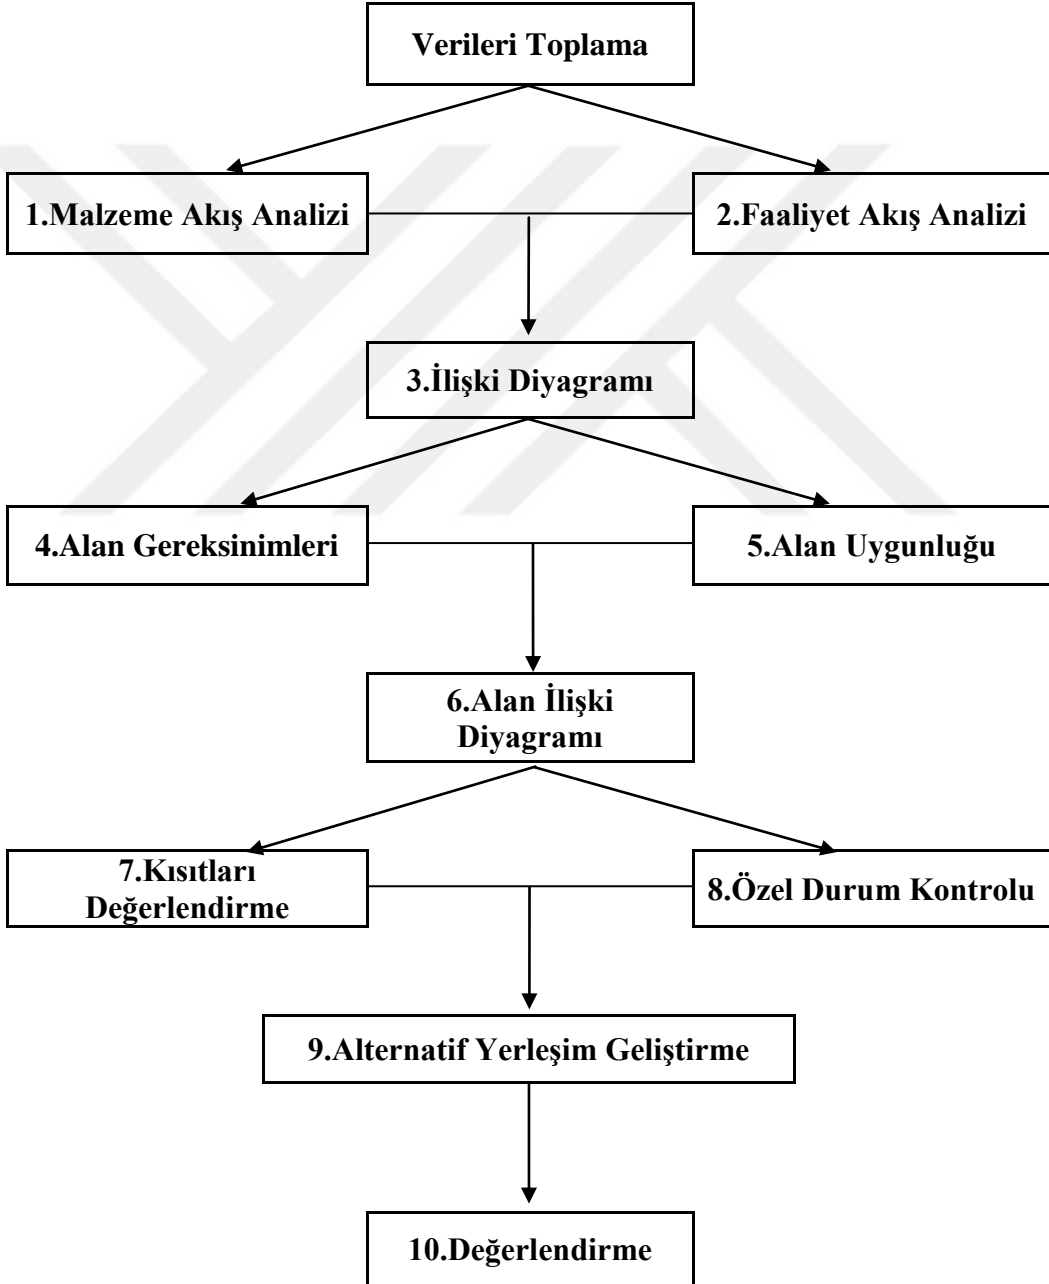 Verileri Toplama
1.Malzeme Akış Analizi
2.Faaliyet Akış Analizi
3.İlişki Diyagramı
4.Alan Gereksinimleri
5.Alan Uygunluğu
6.Alan İlişki
Diyagramı
7.Kısıtları
Değerlendirme
8.Özel Durum Kontrolu
9.Alternatif Yerleşim Geliştirme
10.Değerlendirme